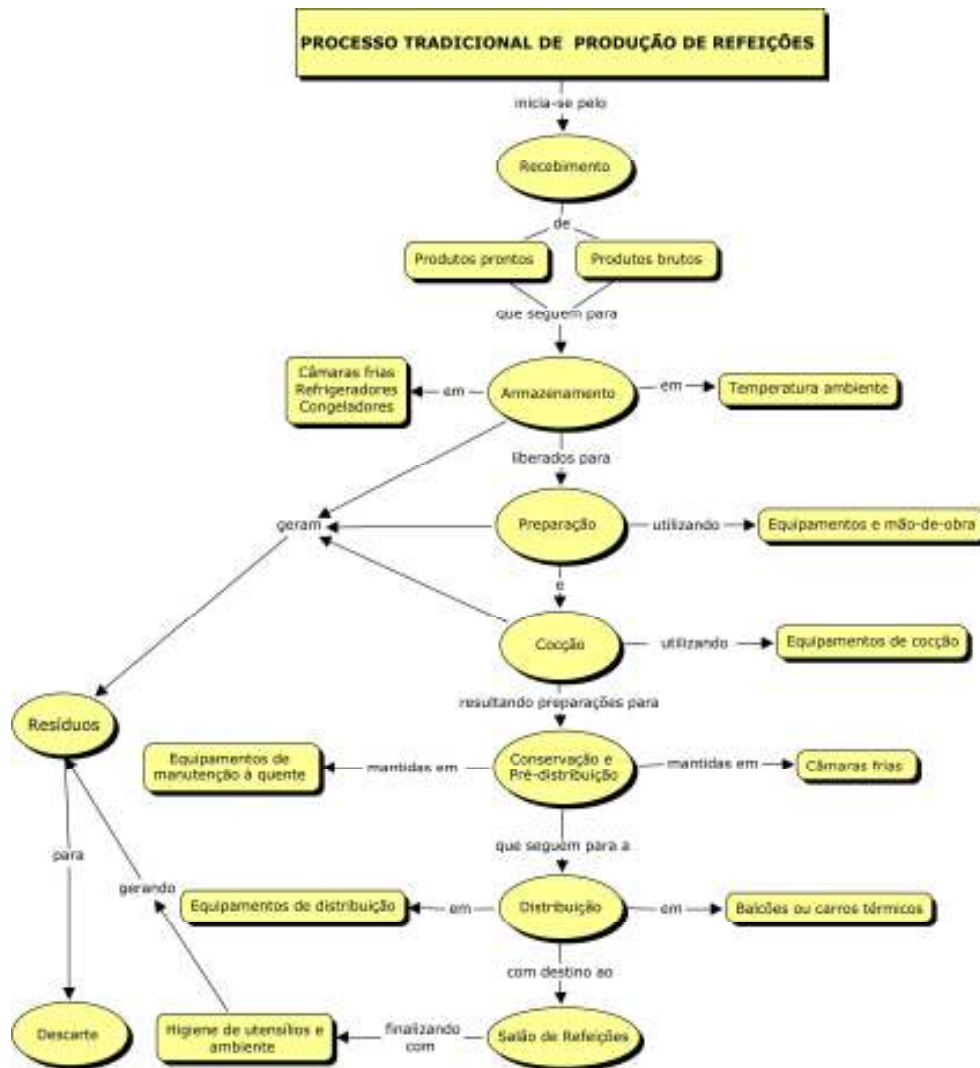 PROCESSO TRADICIONAL DE PRODUÇÃO DE REFEIÇÕES
inicia-se pelo
Recebimento
de
Produtos prontos
Produtos brutos
que seguem para
Câmaras frias
Refrigeradores
Congeladores
em
Armazenamento
em
Temperatura ambiente
liberados para
geram
Preparação
utilizando
Equipamentos e mão-de-obra
e
Cocção
utilizando
Equipamentos de cocção
resultando preparações para
Resíduos
Equipamentos de
manutenção à quente
mantidas em
Conservação e
Pré-distribuição
mantidas em
Câmaras frias
que seguem para a
para
gerando
Equipamentos de distribuição
em
Distribuição
em
Balcões ou carros térmicos
com destino ao
Descarte
Higiene de utensílios e
ambiente
finalizando
com
Salão de Refeições